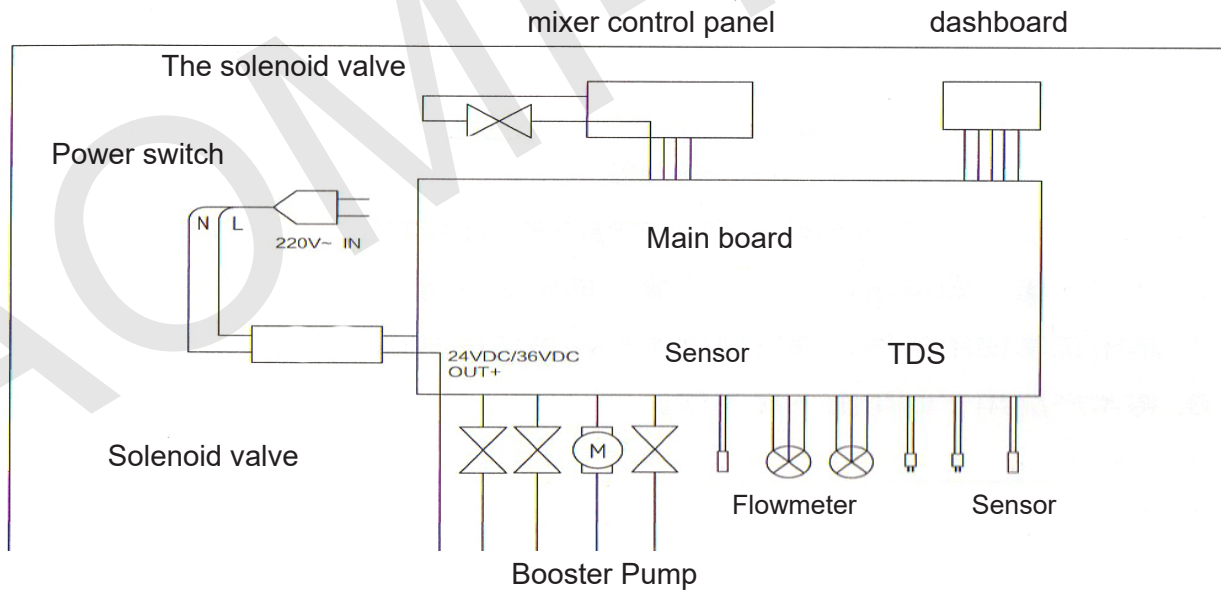 mixer control panel
dashboard
The solenoid valve
Power switch
N L
220V~ IN
Main board
24VDC/36VDC
OUT+
Sensor
TDS
M
Solenoid valve
Flowmeter
Sensor
Booster Pump